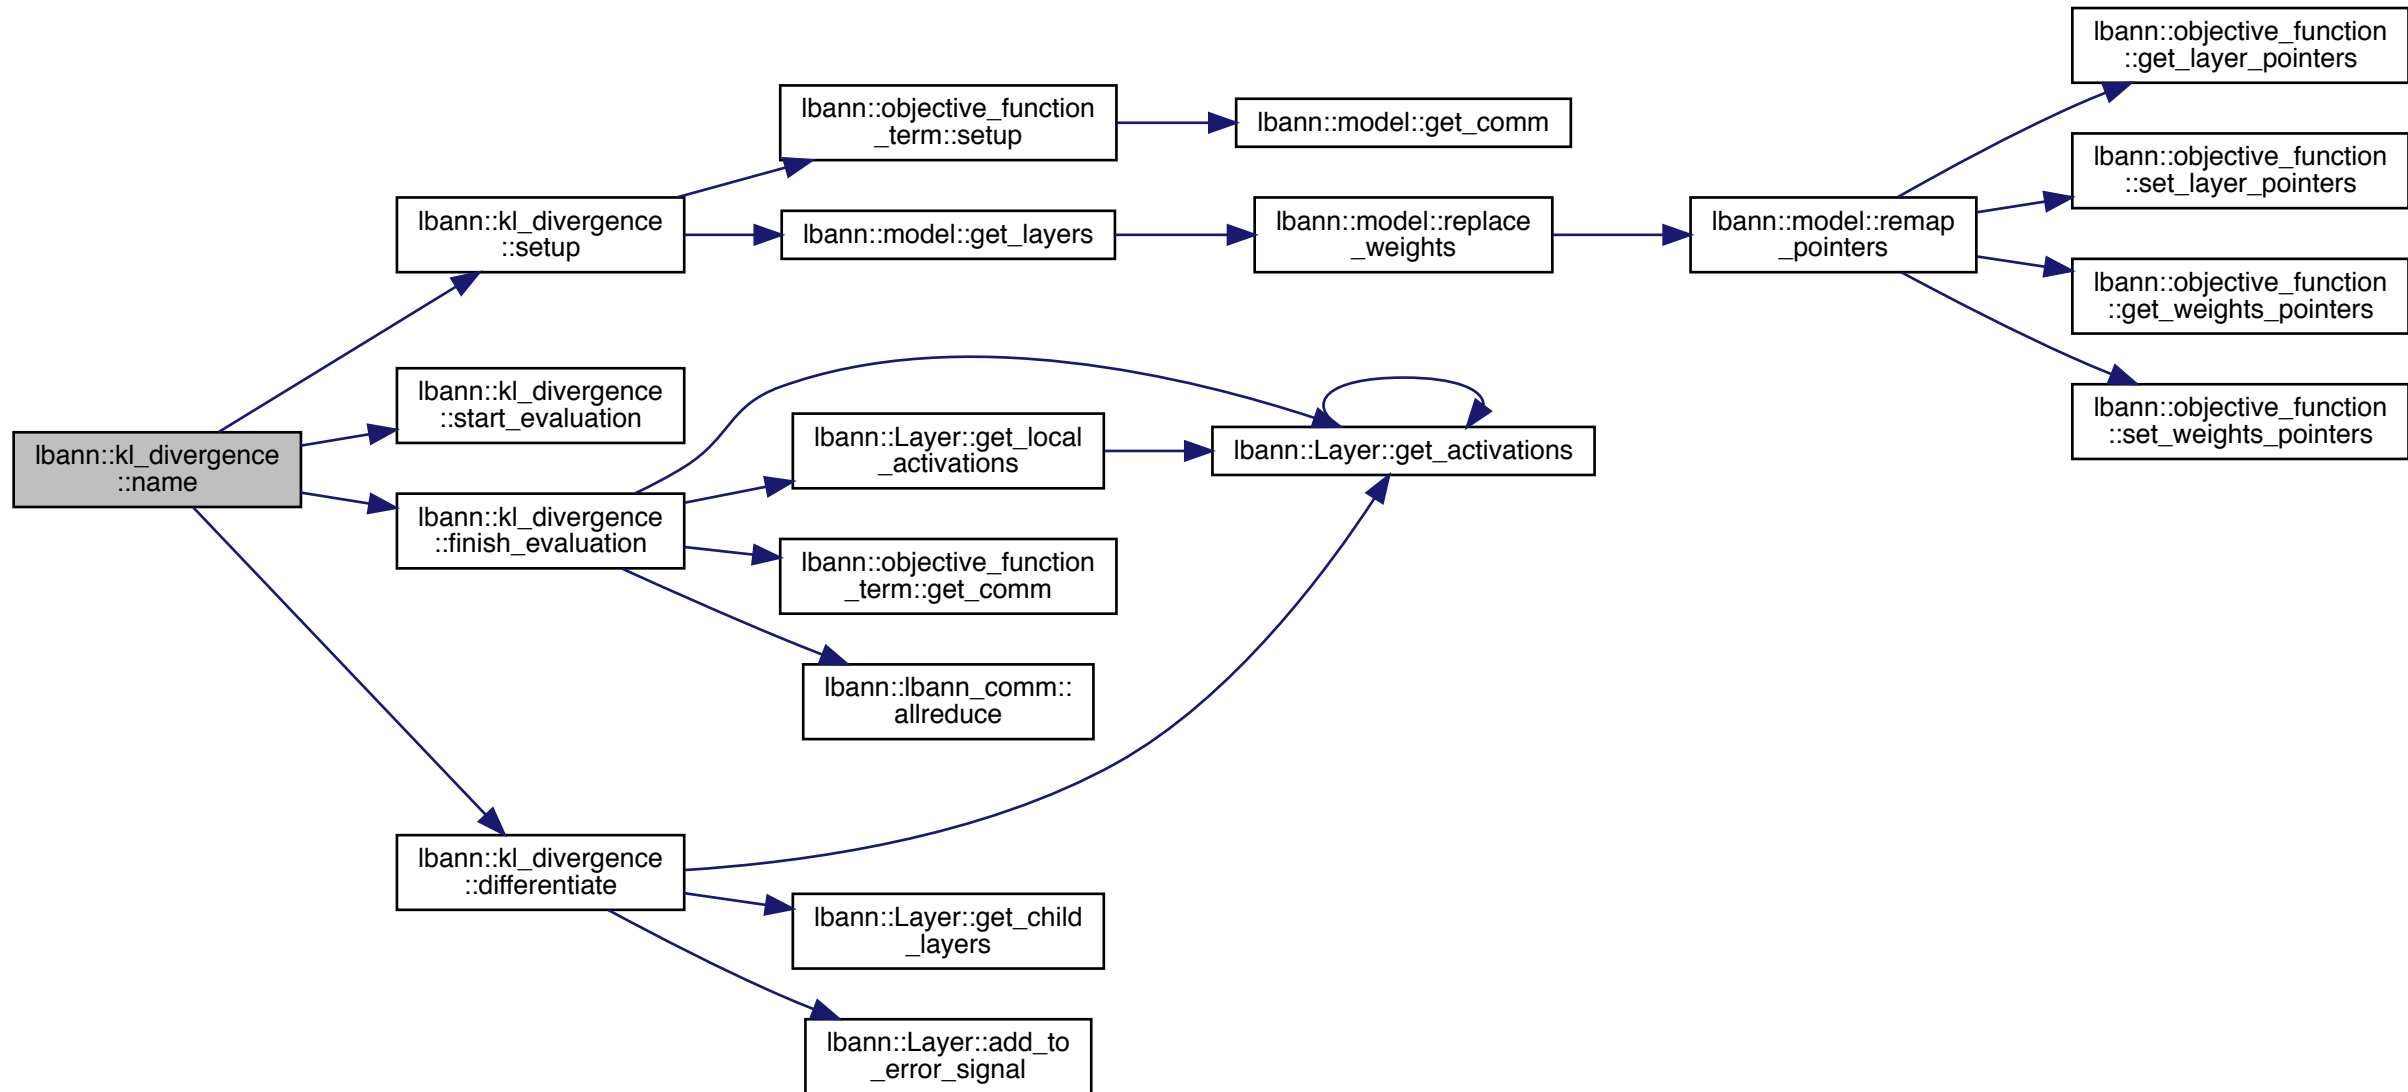 lbann::kl_divergence
::name
lbann::kl_divergence
::setup
lbann::kl_divergence
::start_evaluation
lbann::kl_divergence
::finish_evaluation
lbann::kl_divergence
::differentiate
lbann::objective_function
_term::setup
lbann::model::get_layers
lbann::Layer::get_local
_activations
lbann::objective_function
_term::get_comm
lbann::lbann_comm::
allreduce
lbann::Layer::get_child
_layers
lbann::Layer::add_to
_error_signal
lbann::model::get_comm
lbann::model::replace
_weights
lbann::Layer::get_activations
lbann::model::remap
_pointers
lbann::objective_function
::get_layer_pointers
lbann::objective_function
::set_layer_pointers
lbann::objective_function
::get_weights_pointers
lbann::objective_function
::set_weights_pointers